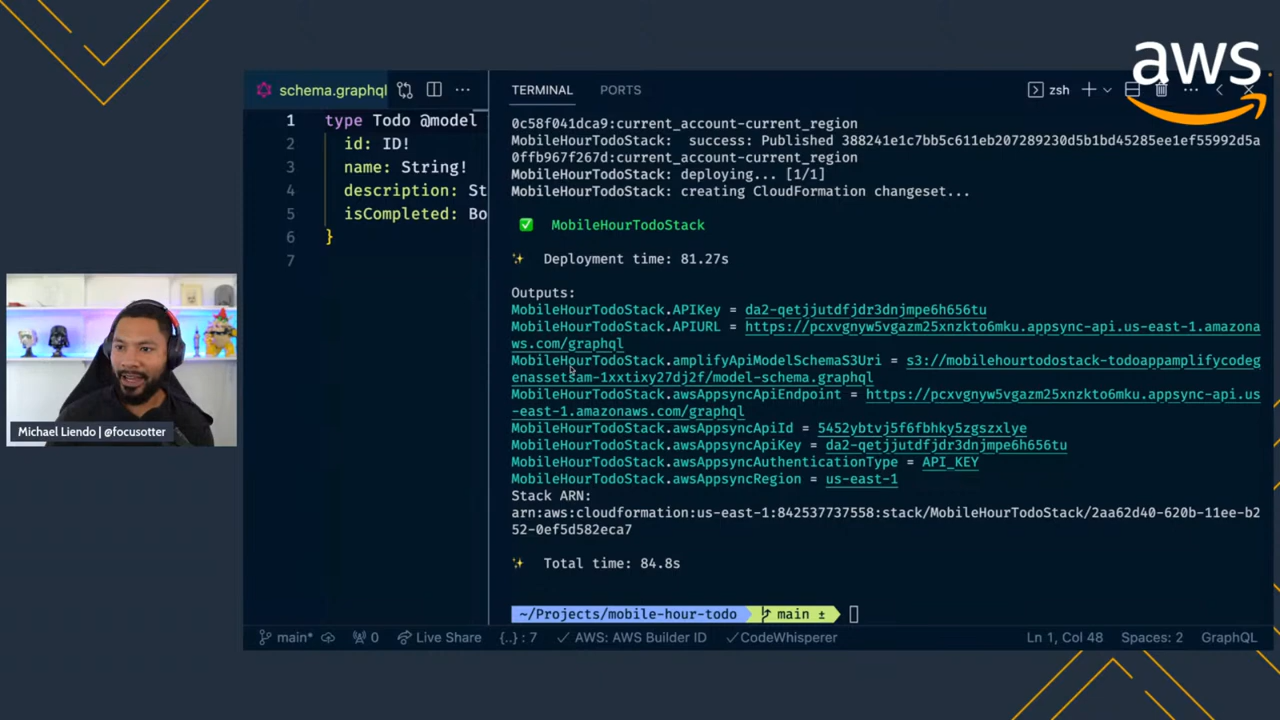 aws
schema.graphql
1 type Todo @model
2 id: ID!
3 name: String!
4 description: St
5 isCompleted: Bo
6 }
7
TERMINAL PORTS
zsh
0c58f041dca9:current_account-current_region
MobileHourTodoStack:  success: Published 388241e1c7bb5c611eb207289230d5b1bd45285ee1ef55992d5a
0ffb967f267d:current_account-current_region
MobileHourTodoStack: deploying... [1/1]
MobileHourTodoStack: creating CloudFormation changeset...
✅ MobileHourTodoStack
✨ Deployment time: 81.27s
Outputs:
MobileHourTodoStack.APIKey = da2-qetjjutdfjdr3dnjmpe6h656tu
MobileHourTodoStack.APIURL = https://pcxvgnyw5vgazm25xnzkto6mku.appsync-api.us-east-1.amazona
ws.com/graphql
MobileHourTodoStack.amplifyApiModelSchemaS3Uri = s3://mobilehourtodostack-todoappamplifycodeg
enassetsam-1xxtixy27dj2f/model-schema.graphql
MobileHourTodoStack.awsAppsyncApiEndpoint = https://pcxvgnyw5vgazm25xnzkto6mku.appsync-api.us
-east-1.amazonaws.com/graphql
MobileHourTodoStack.awsAppsyncApiId = 5452ybtvj5f6fbhky5zgszxlye
MobileHourTodoStack.awsAppsyncApiKey = da2-qetjjutdfjdr3dnjmpe6h656tu
MobileHourTodoStack.awsAppsyncAuthenticationType = API_KEY
MobileHourTodoStack.awsAppsyncRegion = us-east-1
Stack ARN:
arn:aws:cloudformation:us-east-1:842537737558:stack/MobileHourTodoStack/2aa62d40-620b-11ee-b2
52-0ef5d582eca7
✨ Total time: 84.8s
~/Projects/mobile-hour-todo main ±
Michael Liendo | @focusotter
main* 0 Live Share {..} : 7 ✓ AWS: AWS Builder ID ✓CodeWhisperer Ln 1, Col 48 Spaces: 2 GraphQL